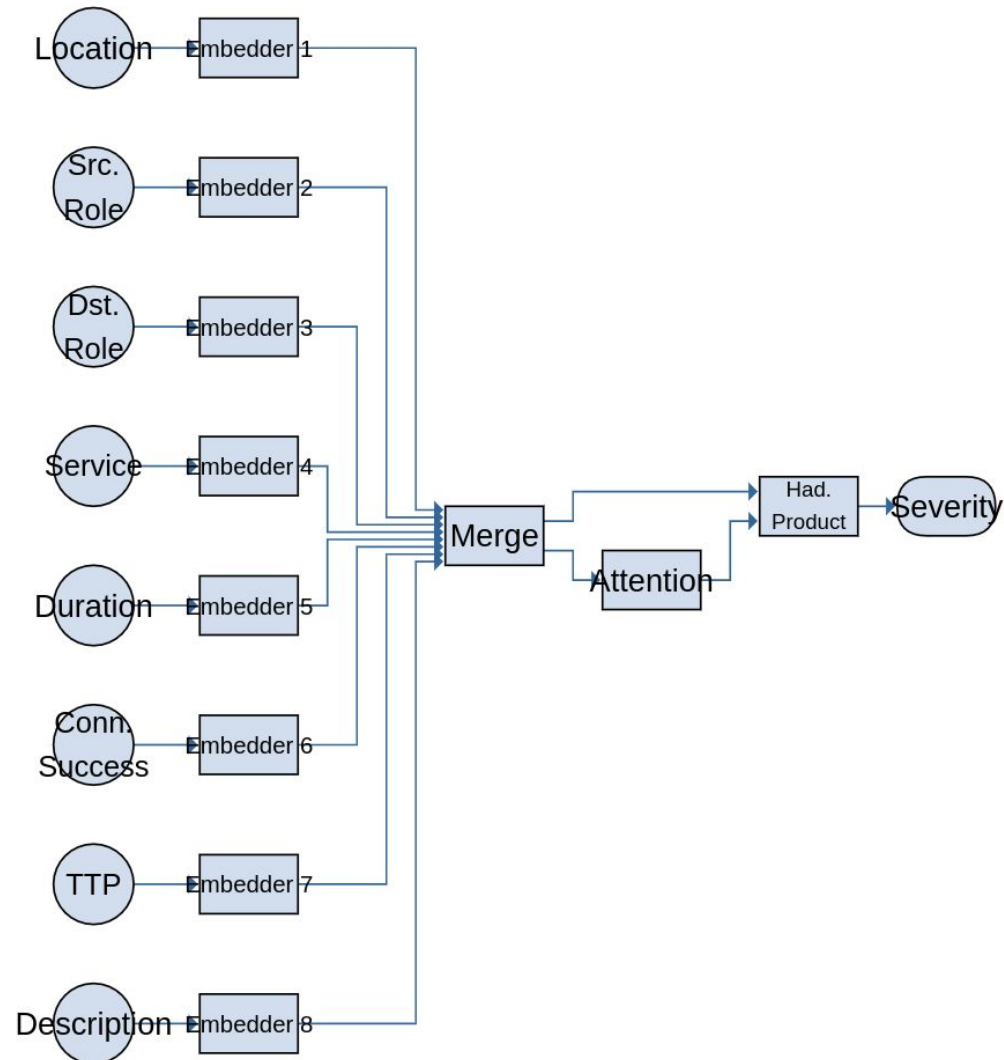 Location
Embedder 1
Src.
Role
Embedder 2
Dst.
Role
Embedder 3
Service
Embedder 4
Duration
Embedder 5
Conn.
Success
Embedder 6
TTP
Embedder 7
Description
Embedder 8
Merge
Attention
Had.
Product
Severity